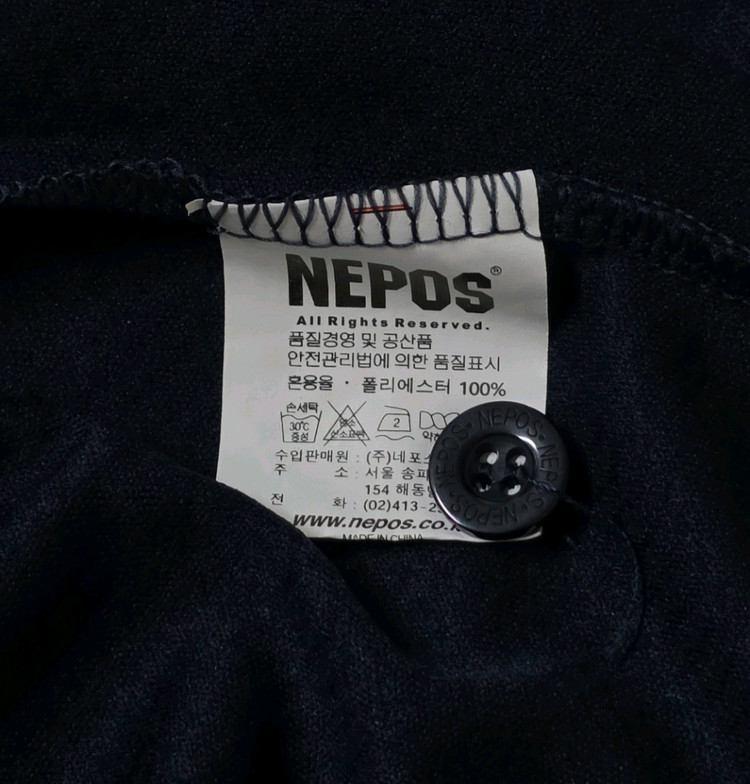 NEPOS®
All Rights Reserved.
품질경영 및 공산품
안전관리법에 의한 품질표시
혼용율 · 폴리에스터 100%
손세탁
30℃
중성
2
수입판매원 : (주)네포스
주 소 : 서울 송파
154 해동
전 화 : (02)413-2
www.nepos.co.k
MADE IN CHINA
NEPOS · NEPOS · NEPOS · NEPOS